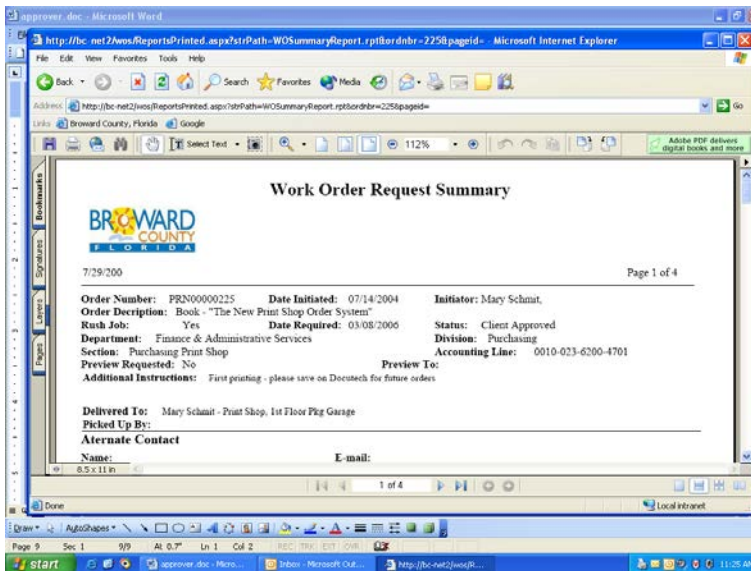 approver.doc - Microsoft Word
http://bc-net2/wos/ReportsPrinted.aspx?strPath=WOSummaryReport.rpt&ordnbr=225&pageid= - Microsoft Internet Explorer
File Edit View Favorites Tools Help
Back Search Favorites Media
Address http://bc-net2/wos/ReportsPrinted.aspx?strPath=WOSummaryReport.rpt&ordnbr=225&pageid= Go
Links Broward County, Florida Google
Select Text 112% Adobe PDF delivers
digital books and more
Bookmarks
Signatures
Layers
Pages
Work Order Request Summary
BROWARD
COUNTY
FLORIDA
7/29/200 Page 1 of 4
Order Number: PRN00000225 Date Initiated: 07/14/2004 Initiator: Mary Schmit,
Order Decription: Book - "The New Print Shop Order System"
Rush Job: Yes Date Required: 03/08/2006 Status: Client Approved
Department: Finance & Administrative Services Division: Purchasing
Section: Purchasing Print Shop Accounting Line: 0010-023-6200-4701
Preview Requested: No Preview To:
Additional Instructions: First printing - please save on Docutech for future orders
Delivered To: Mary Schmit - Print Shop, 1st Floor Pkg Garage
Picked Up By:
Aternate Contact
Name: E-mail:
8.5 x 11 in
1 of 4
Done Local intranet
Draw AutoShapes
Page 9 Sec 1 9/9 At 0.7" Ln 1 Col 2 REC TRK EXT OVR
start approver.doc - Micro... Inbox - Microsoft Out... http://bc-net2/wos/R... 11:25 AM